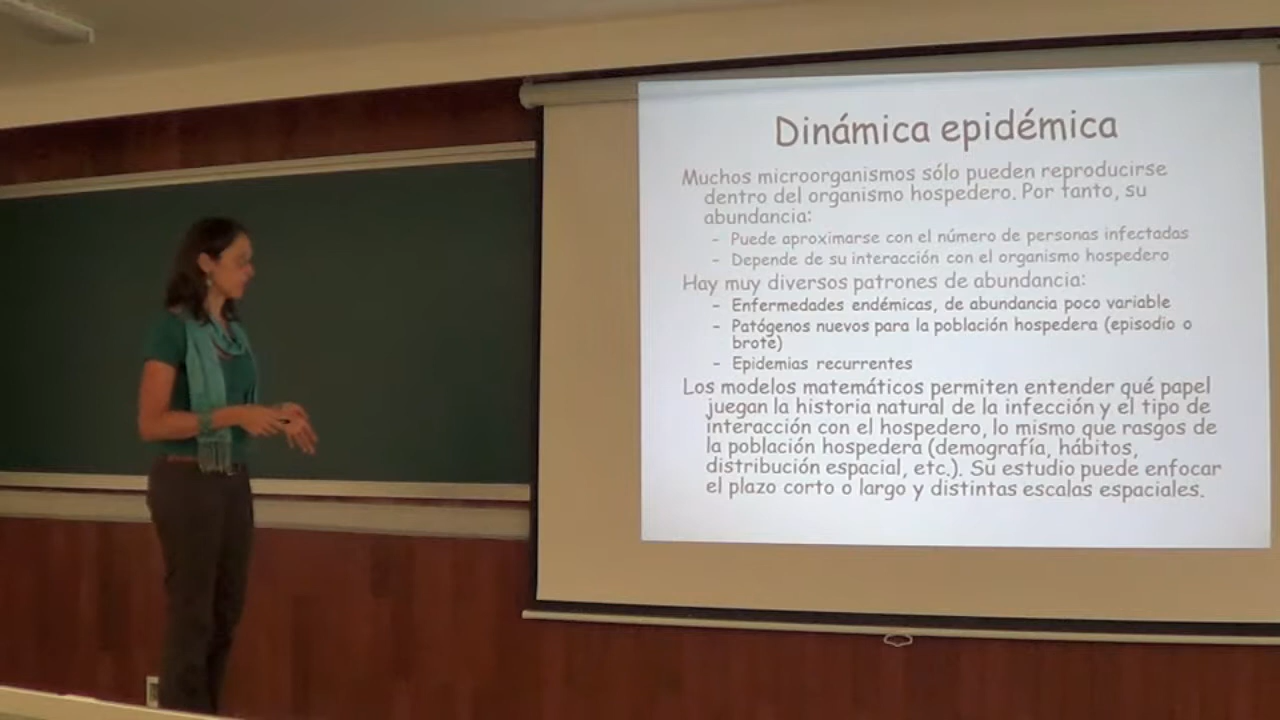 Dinámica epidémica
Muchos microorganismos sólo pueden reproducirse
dentro del organismo hospedero. Por tanto, su
abundancia:
- Puede aproximarse con el número de personas infectadas
- Depende de su interacción con el organismo hospedero
Hay muy diversos patrones de abundancia:
- Enfermedades endémicas, de abundancia poco variable
- Patógenos nuevos para la población hospedera (episodio o
brote)
- Epidemias recurrentes
Los modelos matemáticos permiten entender qué papel
juegan la historia natural de la infección y el tipo de
interacción con el hospedero, lo mismo que rasgos de
la población hospedera (demografía, hábitos,
distribución espacial, etc.). Su estudio puede enfocar
el plazo corto o largo y distintas escalas espaciales.